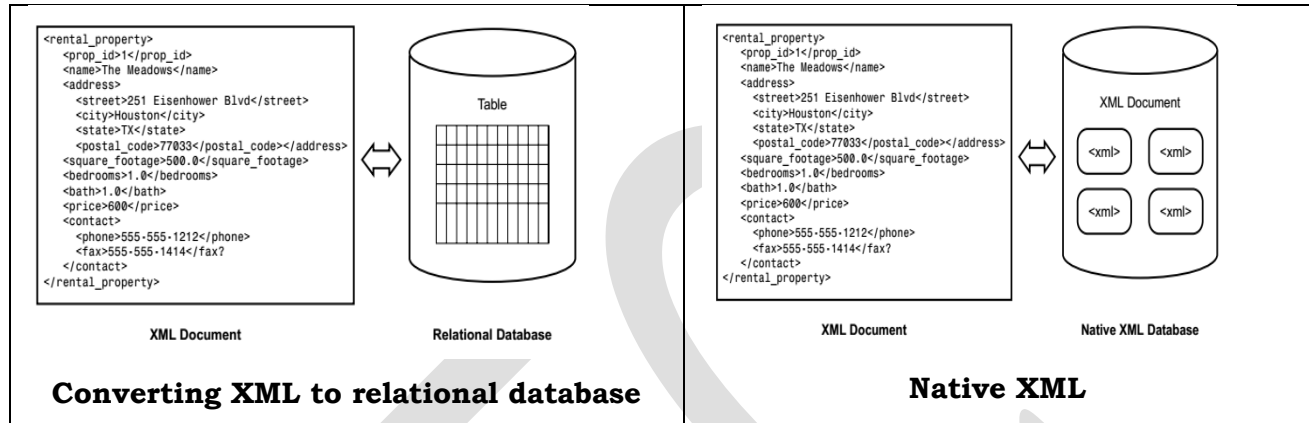 <rental_property>
<prop_id>1</prop_id>
<name>The Meadows</name>
<address>
<street>251 Eisenhower Blvd</street>
<city>Houston</city>
<state>TX</state>
<postal_code>77033</postal_code></address>
<square_footage>500.0</square_footage>
<bedrooms>1.0</bedrooms>
<bath>1.0</bath>
<price>600</price>
<contact>
<phone>555-555-1212</phone>
<fax>555-555-1414</fax?
</contact>
</rental_property>
Table
XML Document
Relational Database
Converting XML to relational database
<rental_property>
<prop_id>1</prop_id>
<name>The Meadows</name>
<address>
<street>251 Eisenhower Blvd</street>
<city>Houston</city>
<state>TX</state>
<postal_code>77033</postal_code></address>
<square_footage>500.0</square_footage>
<bedrooms>1.0</bedrooms>
<bath>1.0</bath>
<price>600</price>
<contact>
<phone>555-555-1212</phone>
<fax>555-555-1414</fax?
</contact>
</rental_property>
XML Document
<xml> <xml>
<xml> <xml>
XML Document
Native XML Database
Native XML